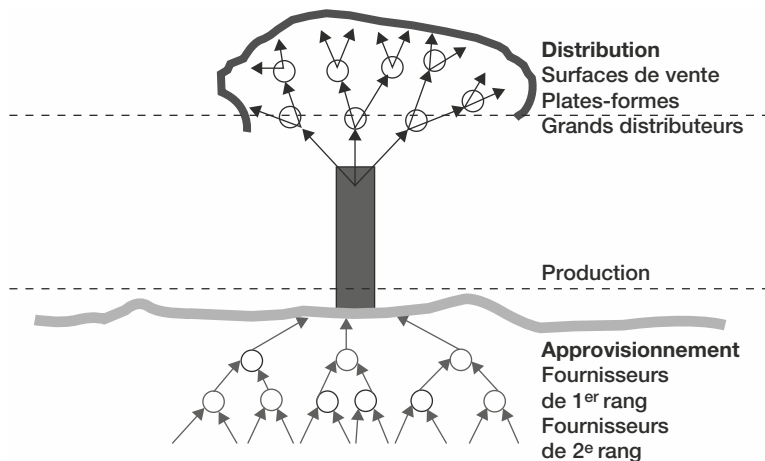 Distribution
Surfaces de vente
Plates-formes
Grands distributeurs
Production
Approvisionnement
Fournisseurs
de 1er rang
Fournisseurs
de 2e rang